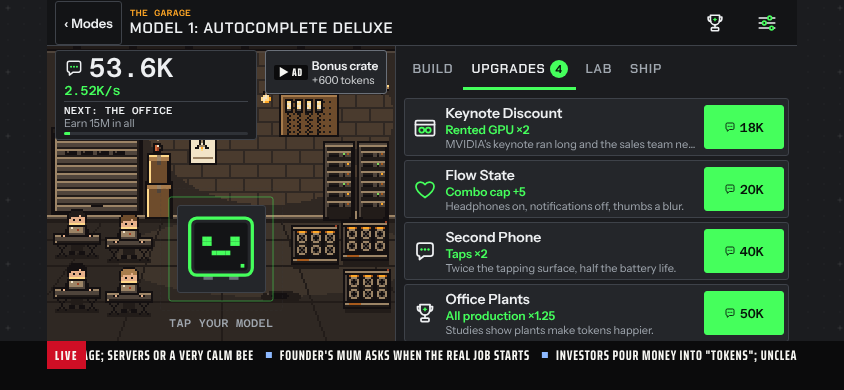 ‹ Modes
THE GARAGE
MODEL 1: AUTOCOMPLETE DELUXE
53.6K
2.52K/s
NEXT: THE OFFICE
Earn 15M in all
AD
Bonus crate
+600 tokens
TAP YOUR MODEL
BUILD UPGRADES 4 LAB SHIP
Keynote Discount
Rented GPU ×2
MVIDIA's keynote ran long and the sales team ne...
18K
Flow State
Combo cap +5
Headphones on, notifications off, thumbs a blur.
20K
Second Phone
Taps ×2
Twice the tapping surface, half the battery life.
40K
Office Plants
All production ×1.25
Studies show plants make tokens happier.
50K
LIVE
AGE; SERVERS OR A VERY CALM BEE ■ FOUNDER'S MUM ASKS WHEN THE REAL JOB STARTS ■ INVESTORS POUR MONEY INTO "TOKENS"; UNCLEA